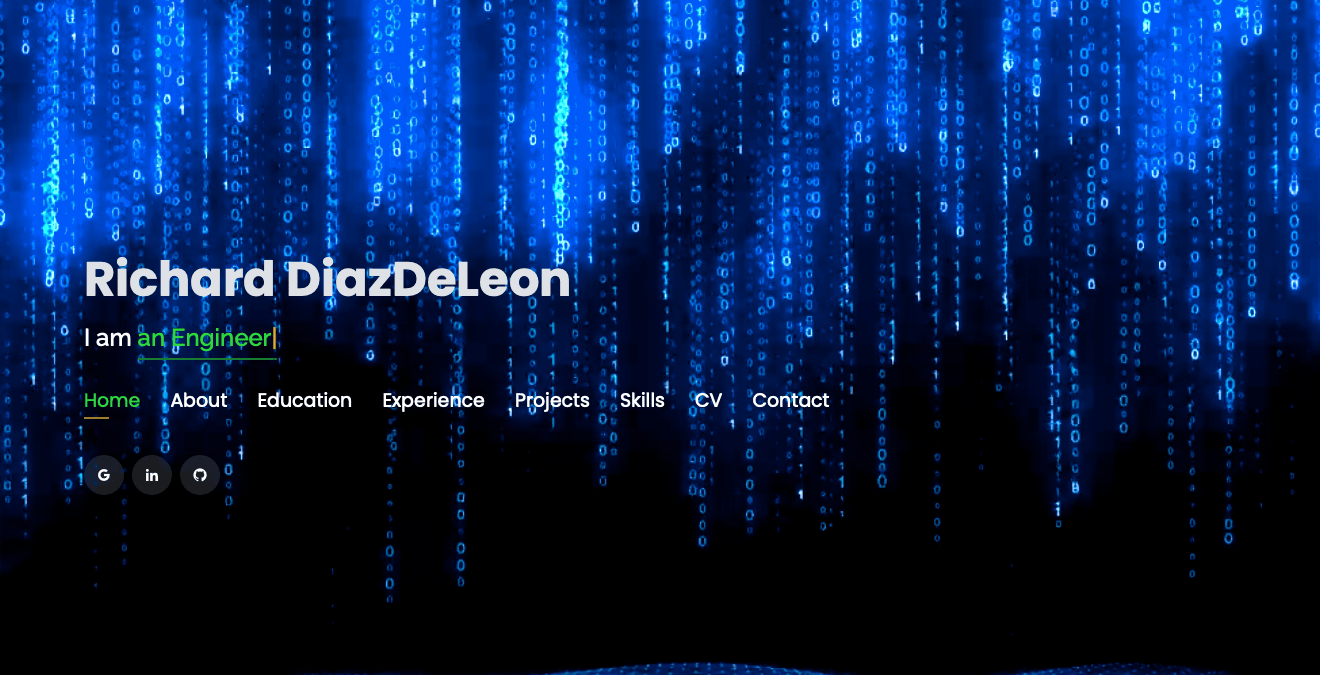 Richard DiazDeLeon
I am an Engineer|
Home About Education Experience Projects Skills CV Contact
G in